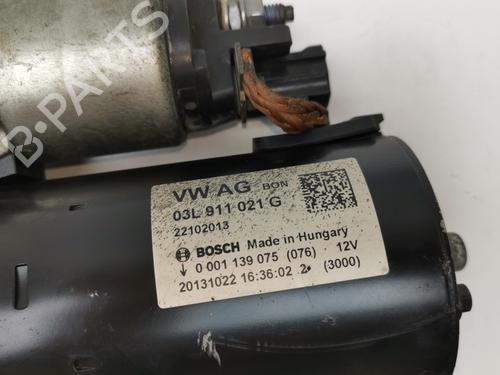 B-PARTS
VW AG BON
03L 911 021 G
22102013
BOSCH Made in Hungary
0 001 139 075 (076) 12V
20131022 16:36:02 2 (3000)